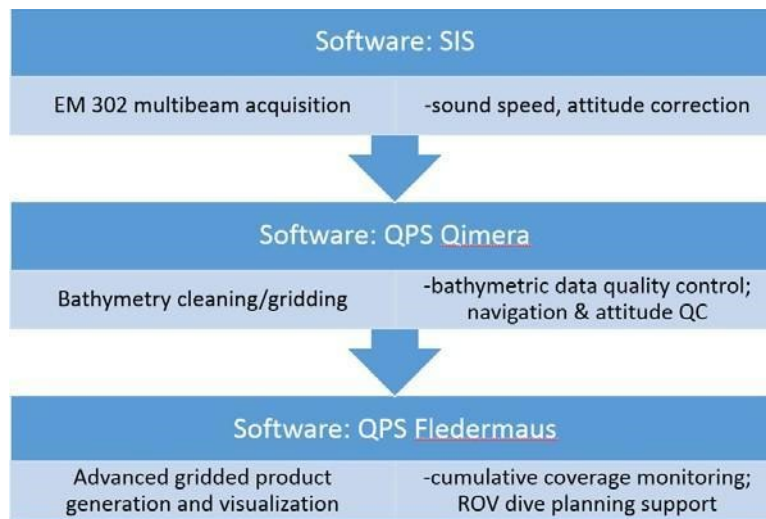 Software: SIS
EM 302 multibeam acquisition
-sound speed, attitude correction
Software: QPS Qimera
Bathymetry cleaning/gridding
-bathymetric data quality control;
navigation & attitude QC
Software: QPS Fledermaus
Advanced gridded product
generation and visualization
-cumulative coverage monitoring;
ROV dive planning support